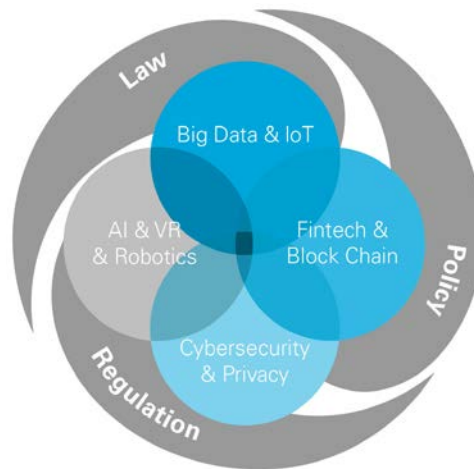 Law
Big Data & IoT
AI & VR
& Robotics
Fintech &
Block Chain
Policy
Cybersecurity
& Privacy
Regulation